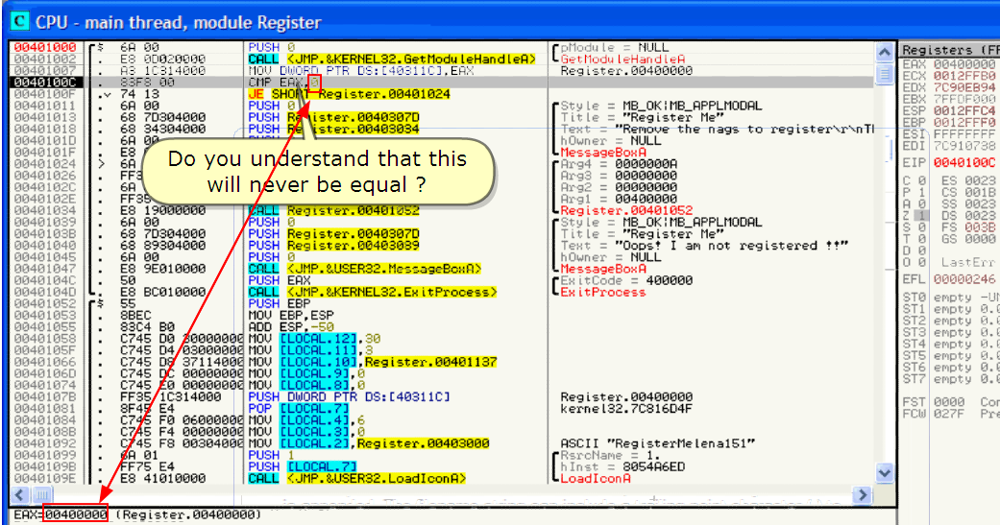 CPU - main thread, module Register
00401000 $ 6A 00 PUSH 0 pModule = NULL
00401002 . E8 0D020000 CALL <JMP.&KERNEL32.GetModuleHandleA> GetModuleHandleA
00401007 . A3 1C314000 MOV DWORD PTR DS:[40311C],EAX Register.00400000
0040100C . 83F8 00 CMP EAX,0
0040100F . 74 13 JE SHORT Register.00401024
00401011 . 6A 00 PUSH 0 Style = MB_OK|MB_APPLMODAL
00401013 . 68 7D304000 PUSH Register.0040307D Title = "Register Me"
00401018 . 68 34304000 PUSH Register.00403034 Text = "Remove the nags to register\r\nTh
0040101D . 6A 00 hOwner = NULL
0040101F . E8 MessageBoxA
00401024 > 6A Arg4 = 0000000A
00401026 . FF3 Arg3 = 00000000
0040102C . 6A Arg2 = 00000000
0040102E . FF35 Arg1 = 00400000
Do you understand that this
will never be equal ?
00401034 . E8 19000000 CALL Register.00401052 Register.00401052
00401039 . 6A 00 PUSH 0 Style = MB_OK|MB_APPLMODAL
0040103B . 68 7D304000 PUSH Register.0040307D Title = "Register Me"
00401040 . 68 89304000 PUSH Register.00403089 Text = "Oops! I am not registered !!"
00401045 . 6A 00 PUSH 0 hOwner = NULL
00401047 . E8 9E010000 CALL <JMP.&USER32.MessageBoxA> MessageBoxA
0040104C . 50 PUSH EAX ExitCode = 400000
0040104D . E8 BC010000 CALL <JMP.&KERNEL32.ExitProcess> ExitProcess
00401052 $ 55 PUSH EBP
00401053 . 8BEC MOV EBP,ESP
00401055 . 83C4 B0 ADD ESP,-50
00401058 . C745 D0 30000000 MOV [LOCAL.12],30
0040105F . C745 D4 03000000 MOV [LOCAL.11],3
00401066 . C745 D8 37114000 MOV [LOCAL.10],Register.00401137
0040106D . C745 DC 00000000 MOV [LOCAL.9],0
00401074 . C745 E0 00000000 MOV [LOCAL.8],0
0040107B . FF35 1C314000 PUSH DWORD PTR DS:[40311C] Register.00400000
00401081 . 8F45 E4 POP [LOCAL.7] kernel32.7C816D4F
00401084 . C745 F0 06000000 MOV [LOCAL.4],6
0040108B . C745 F4 00000000 MOV [LOCAL.3],0
00401092 . C745 F8 00304000 MOV [LOCAL.2],Register.00403000 ASCII "RegisterMelena151"
00401099 . 6A 01 PUSH 1 RsrcName = 1.
0040109B . FF75 E4 PUSH [LOCAL.7] hInst = 8054A6ED
0040109E . E8 41010000 CALL <JMP.&USER32.LoadIconA> LoadIconA
EAX=00400000 (Register.00400000)
Registers (FP
EAX 00400000
ECX 0012FFB0
EDX 7C90EB94
EBX 7FFDF000
ESP 0012FFC4
EBP 0012FFF0
ESI FFFFFFFF
EDI 7C910738
EIP 0040100C
C 0 ES 0023
P 1 CS 001B
A 0 SS 0023
Z 1 DS 0023
S 0 FS 003B
T 0 GS 0000
D 0
O 0 LastErr
EFL 00000246
ST0 empty -UN
ST1 empty 0.0
ST2 empty 0.0
ST3 empty 0.0
ST4 empty 0.0
ST5 empty 0.0
ST6 empty 0.0
ST7 empty 0.0
FST 0000 Con
FCW 027F Pre